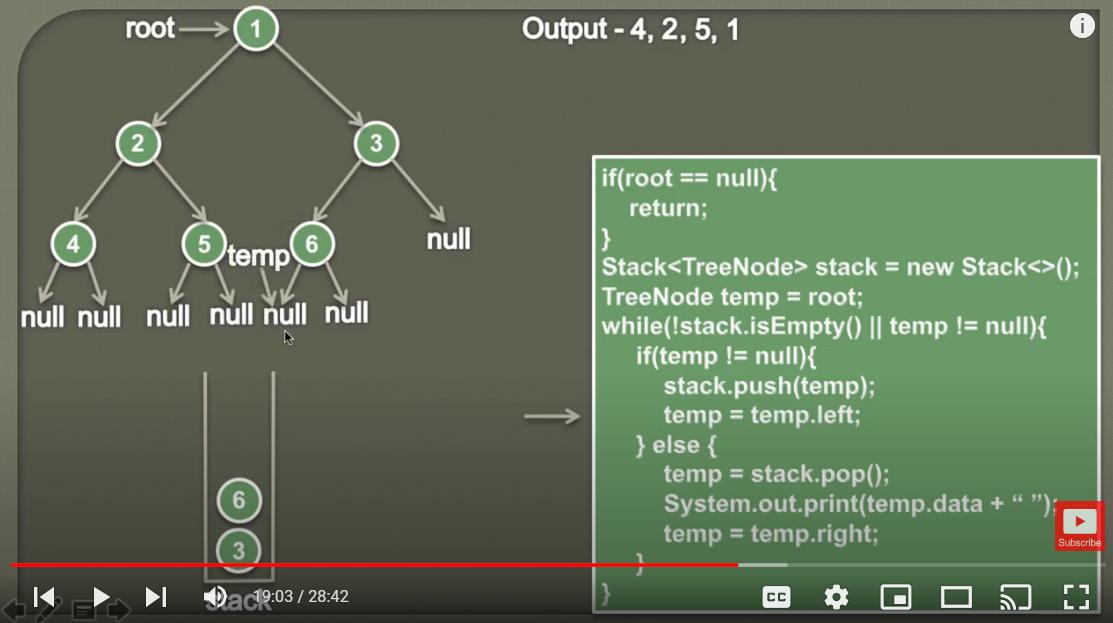 root
1
Output - 4, 2, 5, 1
i
2
3
4
5
temp
6
null
null
null
null
null
null
null
if(root == null){
return;
}
Stack<TreeNode> stack = new Stack<>();
TreeNode temp = root;
while(!stack.isEmpty() || temp != null){
if(temp != null){
stack.push(temp);
temp = temp.left;
} else {
temp = stack.pop();
System.out.print(temp.data + “ ”);
temp = temp.right;
}
}
6
3
stack
Subscribe
19:03 / 28:42
CC